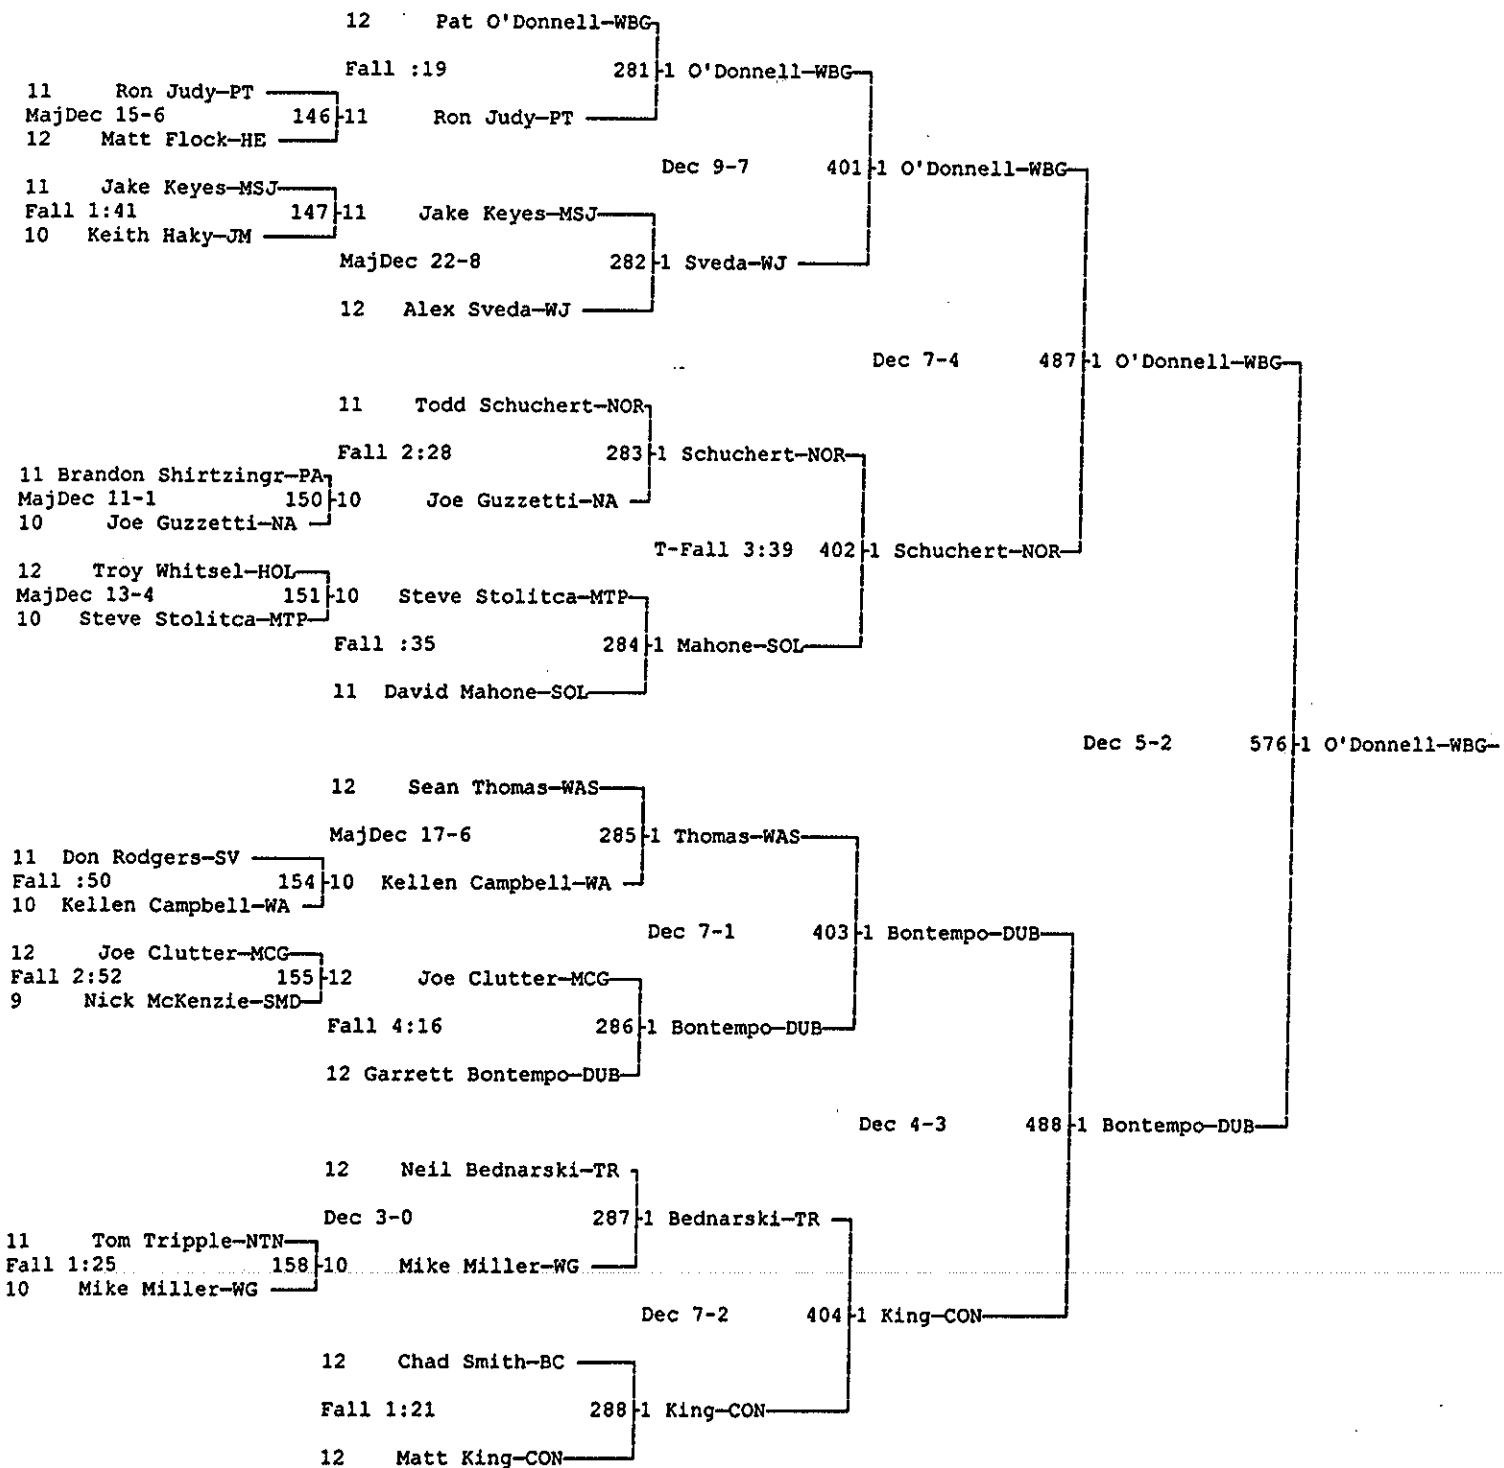 12 Pat O'Donnell-WBG
Fall :19 281 1 O'Donnell-WBG
11 Ron Judy-PT
MajDec 15-6 146 11 Ron Judy-PT
12 Matt Flock-HE
Dec 9-7 401 1 O'Donnell-WBG
11 Jake Keyes-MSJ
Fall 1:41 147 11 Jake Keyes-MSJ
10 Keith Haky-JM
MajDec 22-8 282 1 Sveda-WJ
12 Alex Sveda-WJ
Dec 7-4 487 1 O'Donnell-WBG
11 Todd Schuchert-NOR
Fall 2:28 283 1 Schuchert-NOR
11 Brandon Shirtzingr-PA
MajDec 11-1 150 10 Joe Guzzetti-NA
10 Joe Guzzetti-NA
T-Fall 3:39 402 1 Schuchert-NOR
12 Troy Whitsel-HOL
MajDec 13-4 151 10 Steve Stolitca-MTP
10 Steve Stolitca-MTP
Fall :35 284 1 Mahone-SOL
11 David Mahone-SOL
Dec 5-2 576 1 O'Donnell-WBG
12 Sean Thomas-WAS
MajDec 17-6 285 1 Thomas-WAS
11 Don Rodgers-SV
Fall :50 154 10 Kellen Campbell-WA
10 Kellen Campbell-WA
Dec 7-1 403 1 Bontempo-DUB
12 Joe Clutter-MCG
Fall 2:52 155 12 Joe Clutter-MCG
9 Nick McKenzie-SMD
Fall 4:16 286 1 Bontempo-DUB
12 Garrett Bontempo-DUB
Dec 4-3 488 1 Bontempo-DUB
12 Neil Bednarski-TR
Dec 3-0 287 1 Bednarski-TR
11 Tom Tripple-NTN
Fall 1:25 158 10 Mike Miller-WG
10 Mike Miller-WG
Dec 7-2 404 1 King-CON
12 Chad Smith-BC
Fall 1:21 288 1 King-CON
12 Matt King-CON